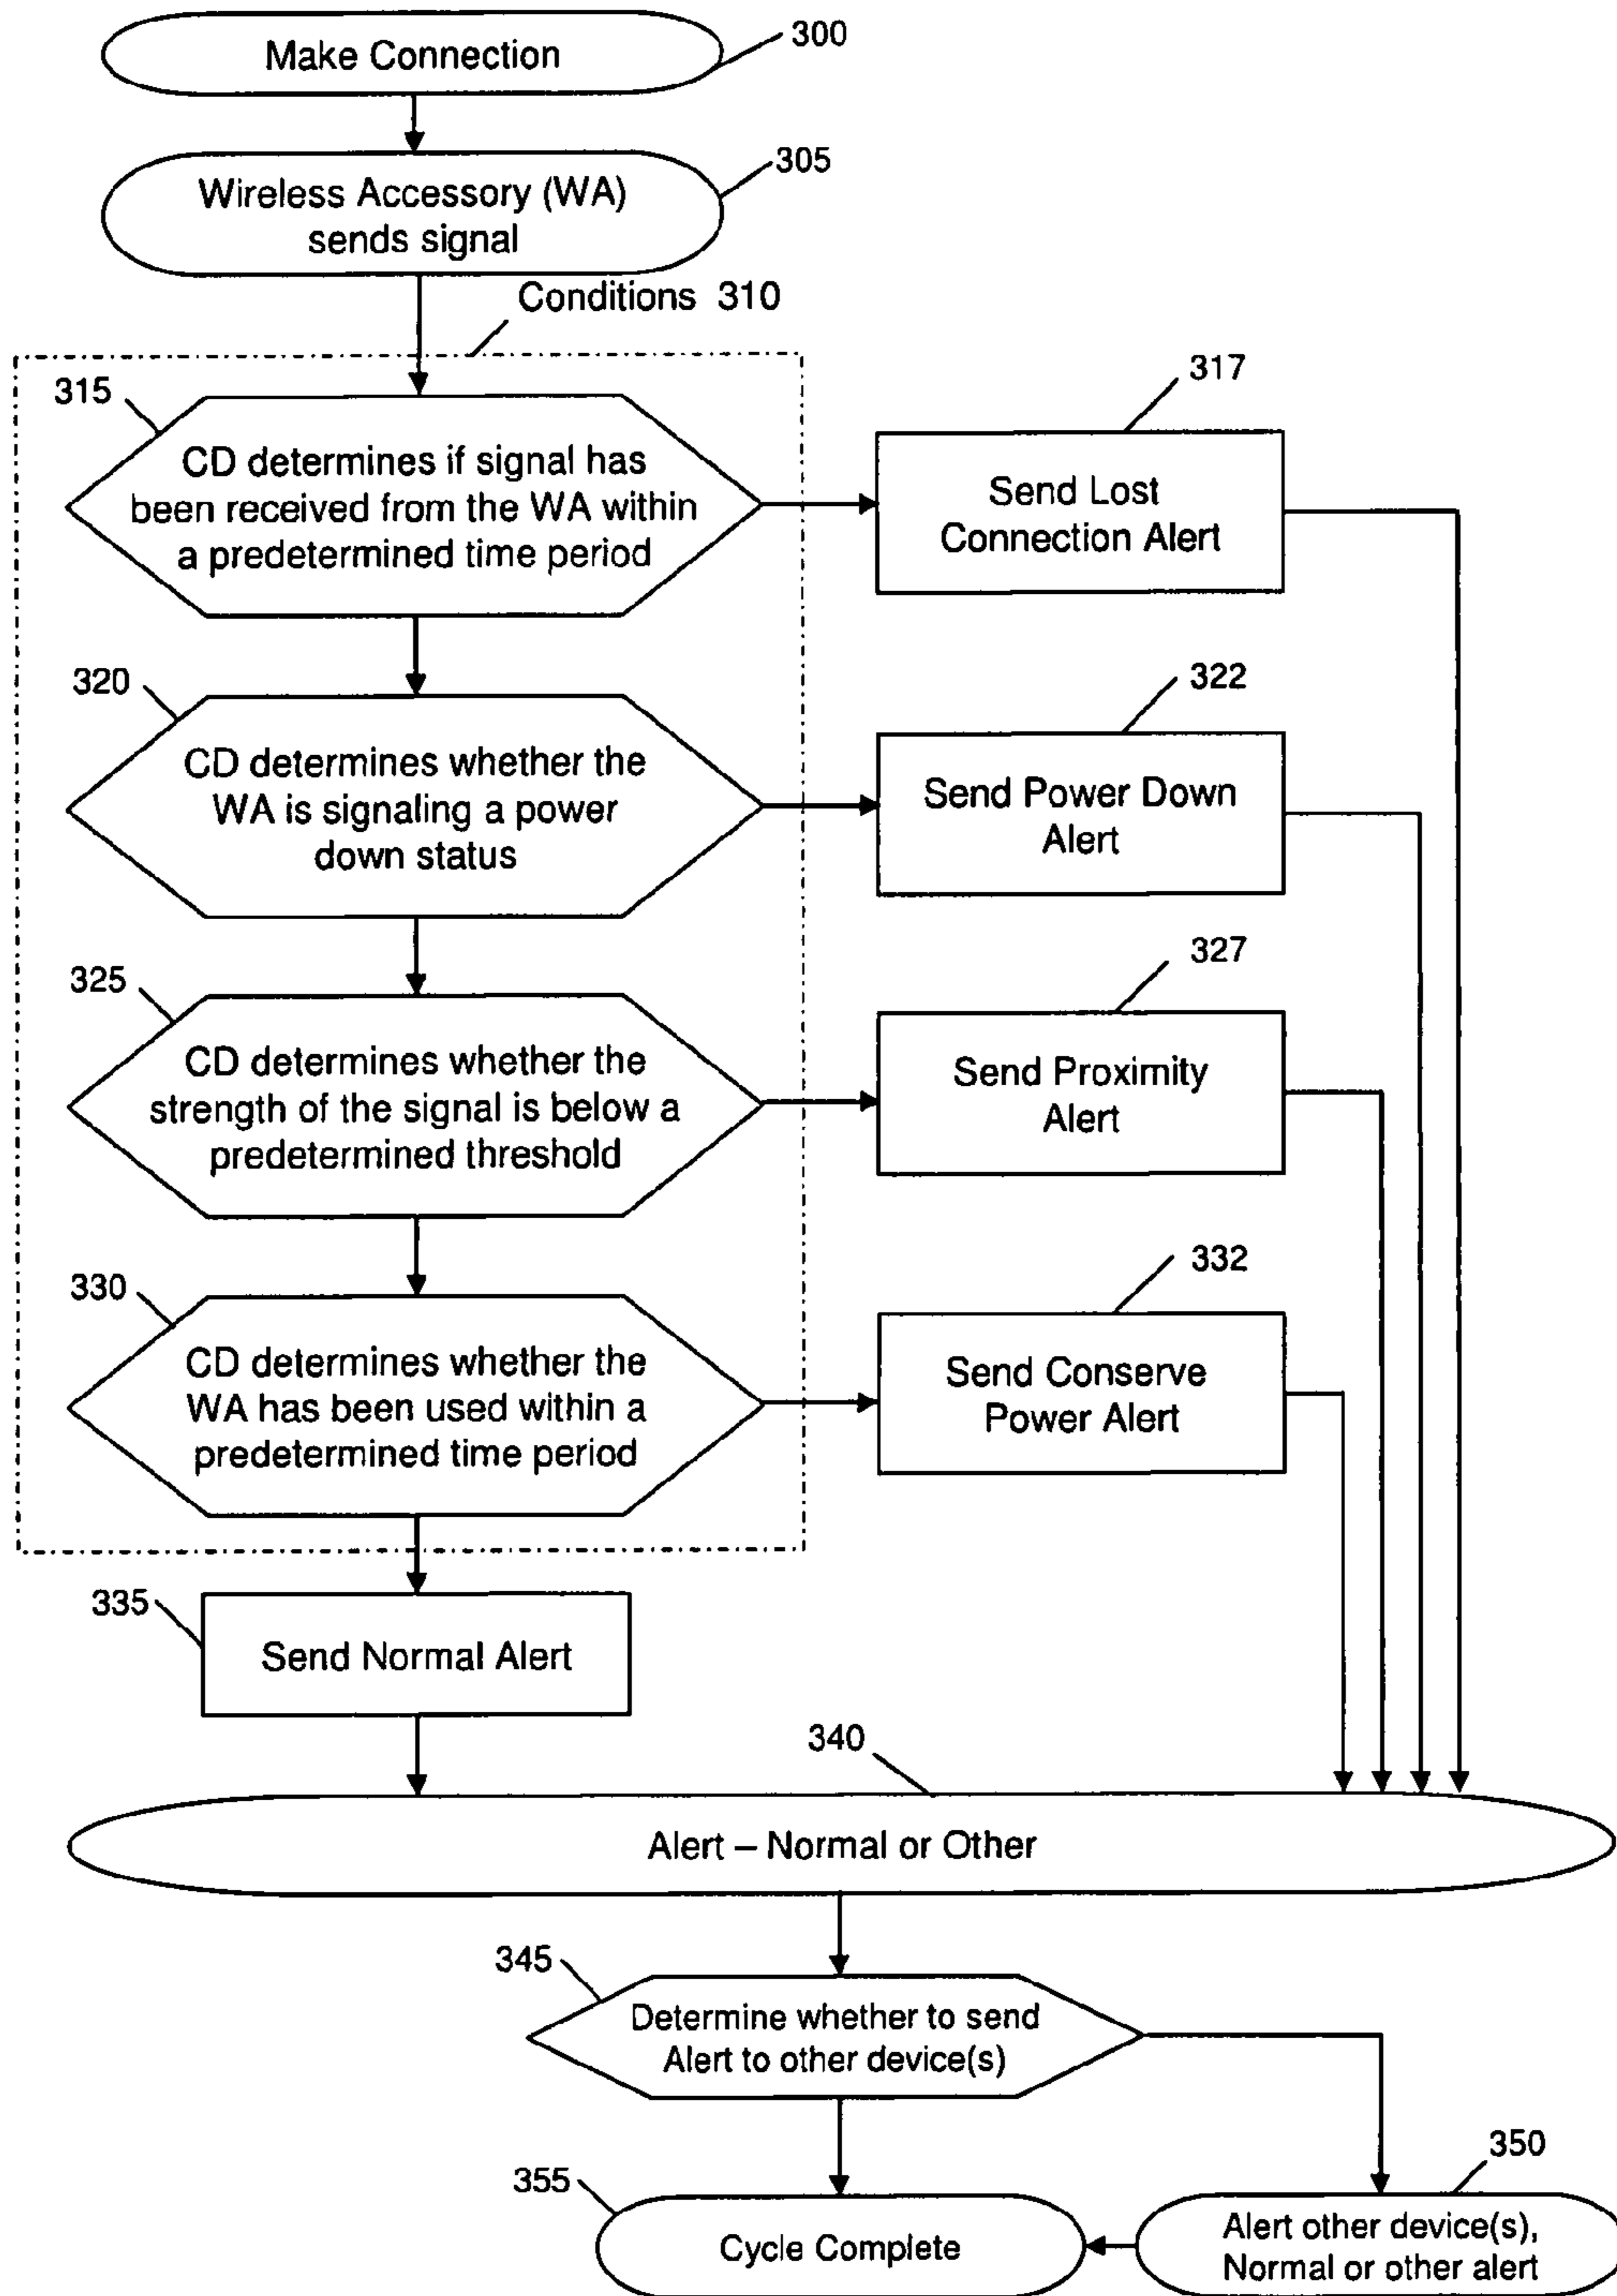 Make Connection
300
Wireless Accessory (WA)
sends signal
305
Conditions 310
315
CD determines if signal has
been received from the WA within
a predetermined time period
317
Send Lost
Connection Alert
320
CD determines whether the
WA is signaling a power
down status
322
Send Power Down
Alert
325
CD determines whether the
strength of the signal is below a
predetermined threshold
327
Send Proximity
Alert
330
CD determines whether the
WA has been used within a
predetermined time period
332
Send Conserve
Power Alert
335
Send Normal Alert
340
Alert – Normal or Other
345
Determine whether to send
Alert to other device(s)
350
Alert other device(s),
Normal or other alert
355
Cycle Complete